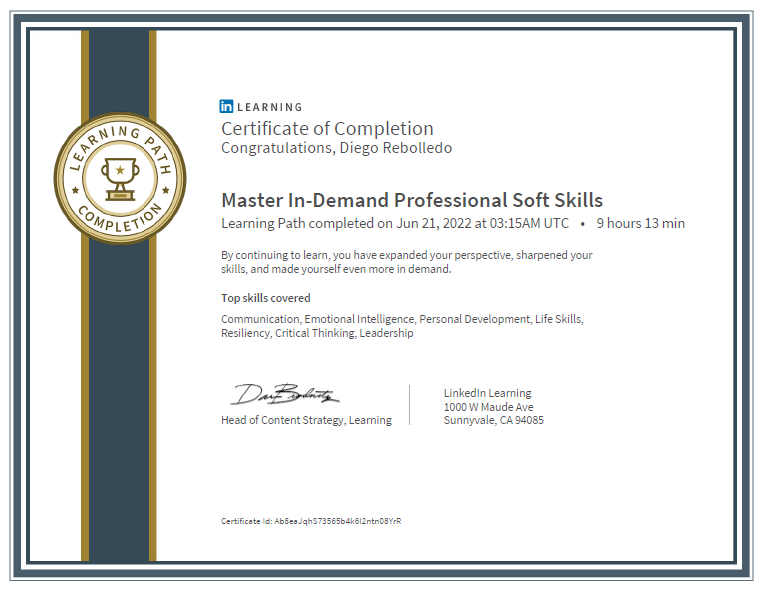 LEARNING PATH
COMPLETION
in LEARNING
Certificate of Completion
Congratulations, Diego Rebolledo
Master In-Demand Professional Soft Skills
Learning Path completed on Jun 21, 2022 at 03:15AM UTC • 9 hours 13 min
By continuing to learn, you have expanded your perspective, sharpened your
skills, and made yourself even more in demand.
Top skills covered
Communication, Emotional Intelligence, Personal Development, Life Skills,
Resiliency, Critical Thinking, Leadership
Head of Content Strategy, Learning
LinkedIn Learning
1000 W Maude Ave
Sunnyvale, CA 94085
Certificate Id: